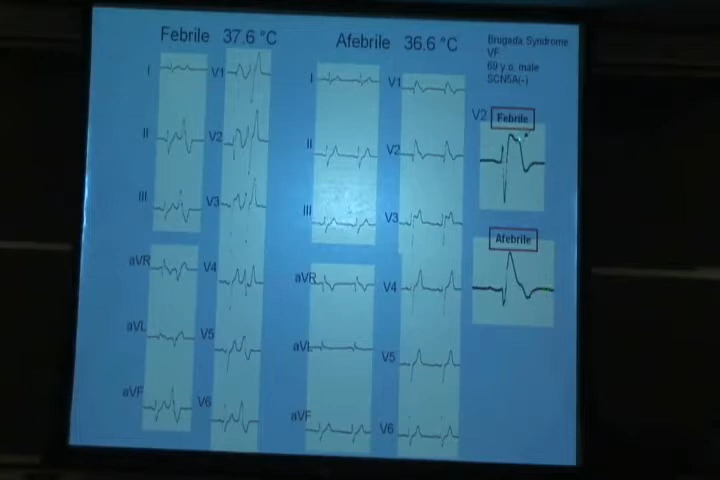 Febrile 37.6 °C
Afebrile 36.6 °C
Brugada Syndrome
VF
69 y.o. male
SCN5A(-)
I V1
II V2
III V3
aVR V4
aVL V5
aVF V6
I V1
II V2
III V3
aVR V4
aVL V5
aVF V6
V2 Febrile
Afebrile